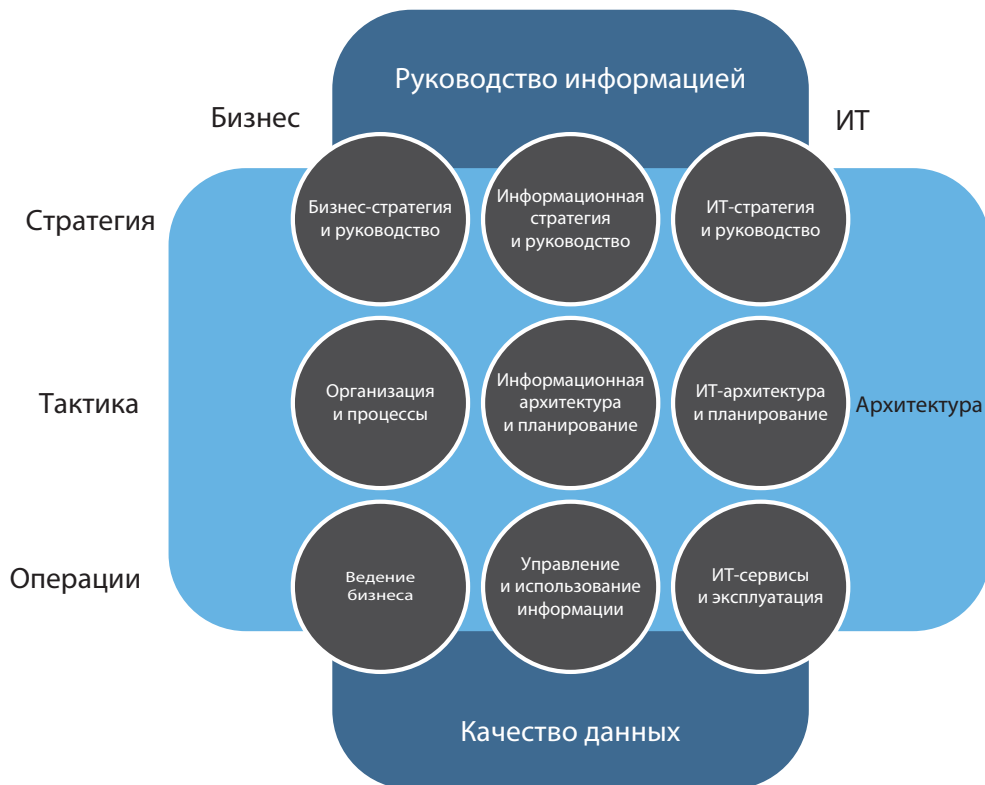 Руководство информацией
Бизнес
ИТ
Стратегия
Бизнес-стратегия
и руководство
Информационная
стратегия
и руководство
ИТ-стратегия
и руководство
Тактика
Организация
и процессы
Информационная
архитектура
и планирование
ИТ-архитектура
и планирование
Архитектура
Операции
Ведение
бизнеса
Управление
и использование
информации
ИТ-сервисы
и эксплуатация
Качество данных